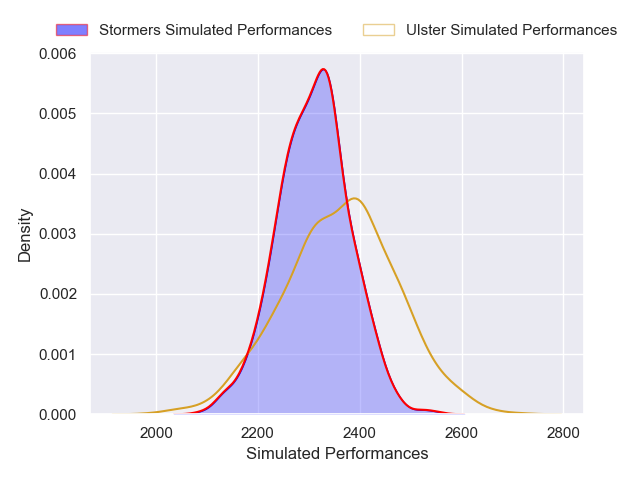 Stormers Simulated Performances Ulster Simulated Performances
0.006
0.005
0.004
0.003
0.002
0.001
0.000
Density
2000 2200 2400 2600 2800
Simulated Performances